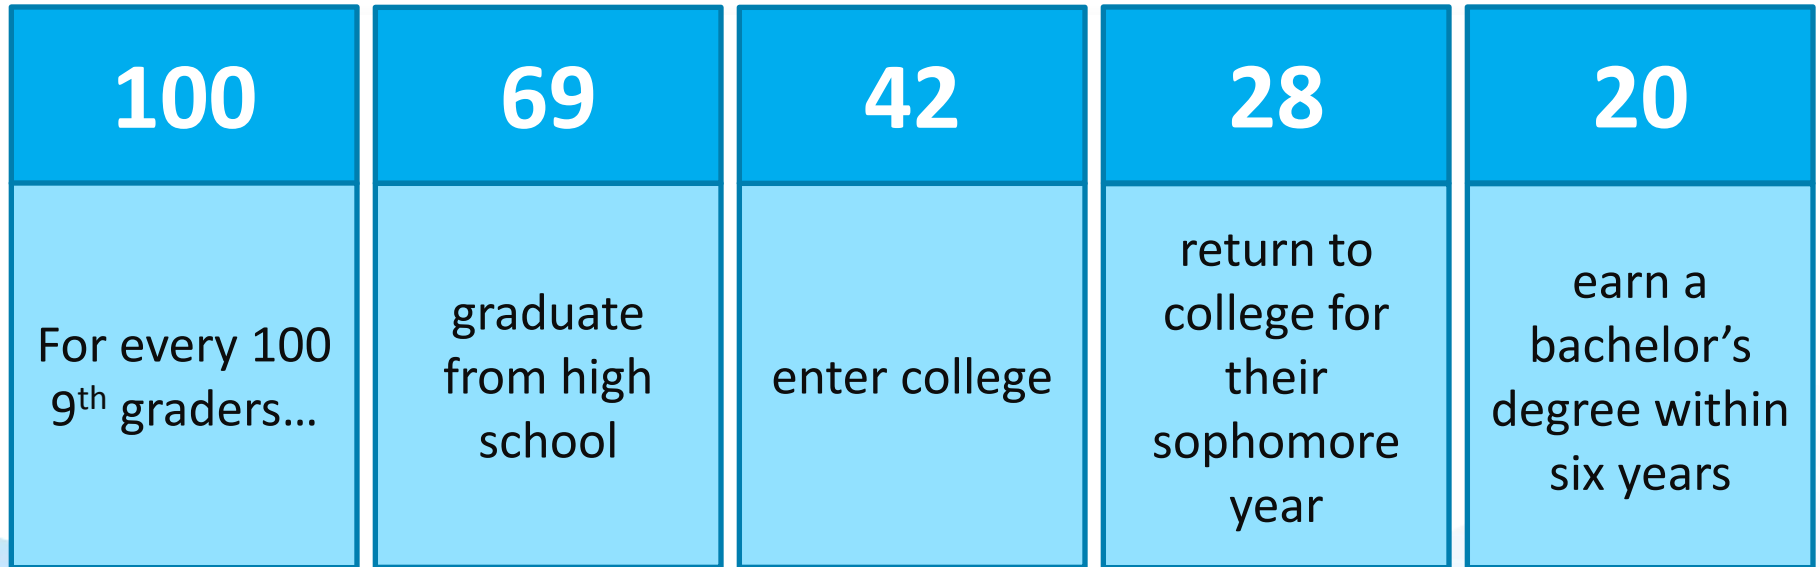 100
For every 100
9th graders…
69
graduate
from high
school
42
enter college
28
return to
college for
their
sophomore
year
20
earn a
bachelor’s
degree within
six years